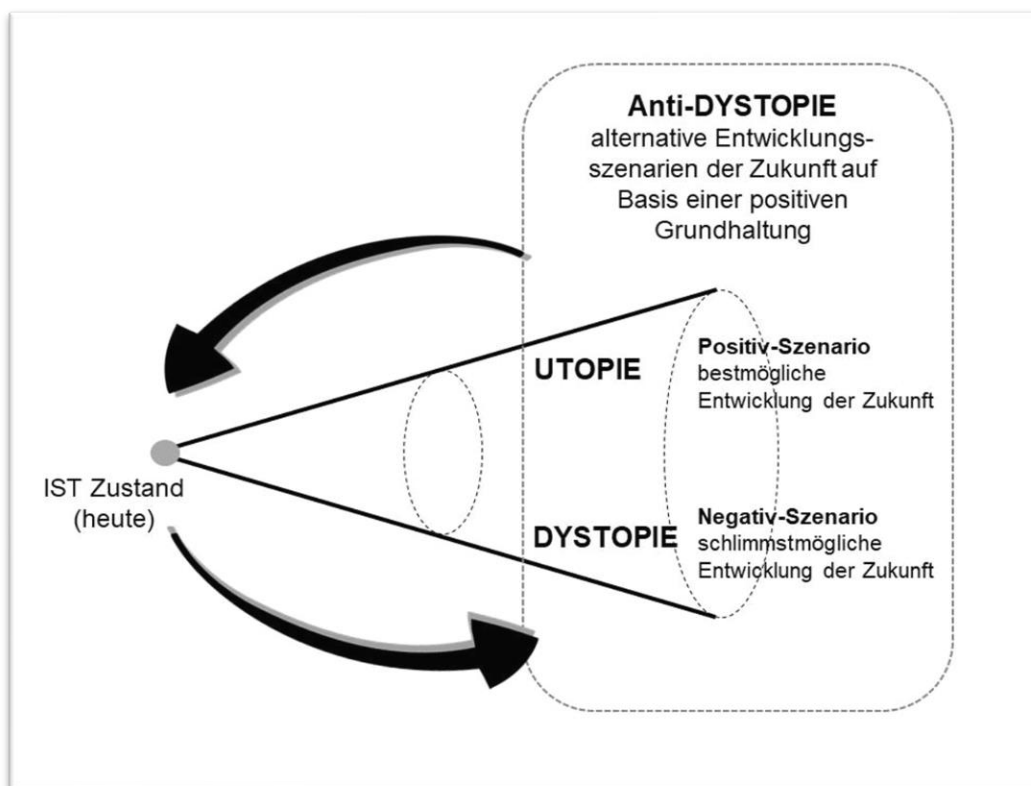 Anti-DYSTOPIE
alternative Entwicklungs-
szenarien der Zukunft auf
Basis einer positiven
Grundhaltung
UTOPIE
Positiv-Szenario
bestmögliche
Entwicklung der Zukunft
IST Zustand
(heute)
DYSTOPIE
Negativ-Szenario
schlimmstmögliche
Entwicklung der Zukunft